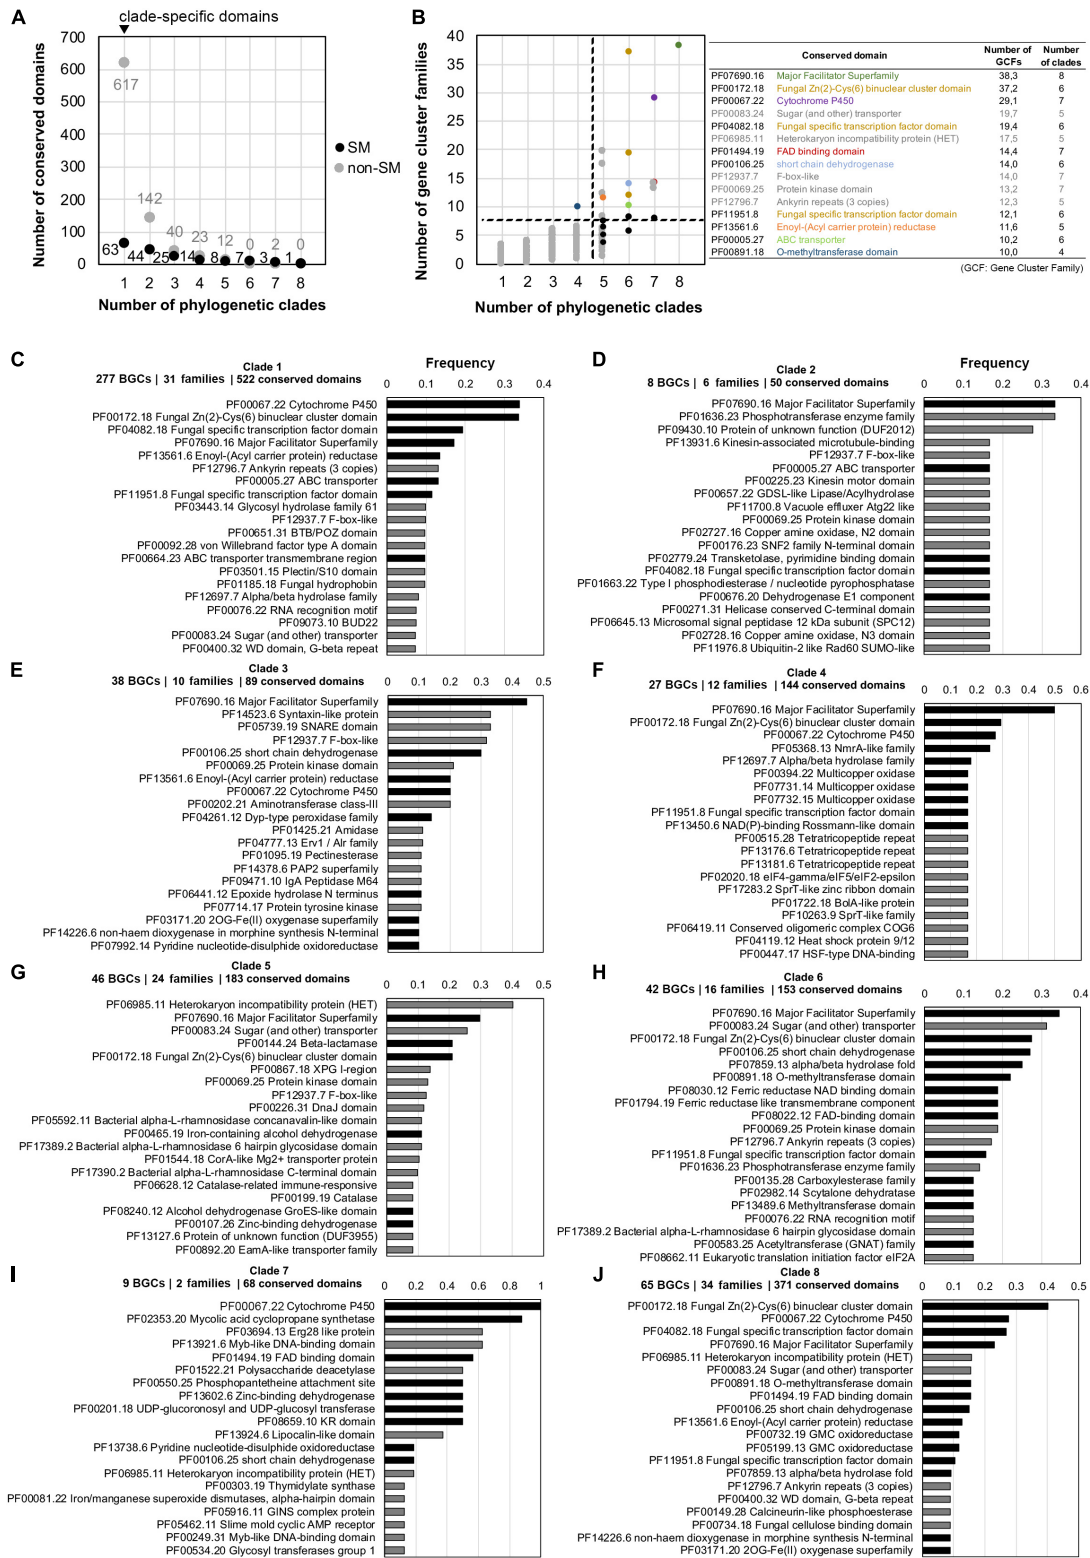 A
clade-specific domains
Number of conserved domains
700
600
500
400
300
200
100
0
617
142
40
23
12
0
2
0
63
44
25
14
8
7
3
1
1 2 3 4 5 6 7 8
Number of phylogenetic clades
SM
non-SM
B
Number of gene cluster families
40
35
30
25
20
15
10
5
0
1 2 3 4 5 6 7 8
Number of phylogenetic clades
Conserved domain Number of GCFs Number of clades
PF07690.16 Major Facilitator Superfamily 38,3 8
PF00172.18 Fungal Zn(2)-Cys(6) binuclear cluster domain 37,2 6
PF00067.22 Cytochrome P450 29,1 7
PF00083.24 Sugar (and other) transporter 19,7 5
PF04082.18 Fungal specific transcription factor domain 19,4 6
PF06985.11 Heterokaryon incompatibility protein (HET) 17,5 5
PF01494.19 FAD binding domain 14,4 7
PF00106.25 short chain dehydrogenase 14,0 6
PF12937.7 F-box-like 14,0 7
PF00069.25 Protein kinase domain 13,2 7
PF12796.7 Ankyrin repeats (3 copies) 12,3 5
PF11951.8 Fungal specific transcription factor domain 12,1 6
PF13561.6 Enoyl-(Acyl carrier protein) reductase 11,6 5
PF00005.27 ABC transporter 10,2 6
PF00891.18 O-methyltransferase domain 10,0 4
(GCF: Gene Cluster Family)
C
Clade 1
277 BGCs | 31 families | 522 conserved domains
Frequency
0 0.1 0.2 0.3 0.4
PF00067.22 Cytochrome P450
PF00172.18 Fungal Zn(2)-Cys(6) binuclear cluster domain
PF04082.18 Fungal specific transcription factor domain
PF07690.16 Major Facilitator Superfamily
PF13561.6 Enoyl-(Acyl carrier protein) reductase
PF12796.7 Ankyrin repeats (3 copies)
PF00005.27 ABC transporter
PF11951.8 Fungal specific transcription factor domain
PF03443.14 Glycosyl hydrolase family 61
PF12937.7 F-box-like
PF00651.31 BTB/POZ domain
PF00092.28 von Willebrand factor type A domain
PF00664.23 ABC transporter transmembrane region
PF03501.15 Plectin/S10 domain
PF01185.18 Fungal hydrophobin
PF12697.7 Alpha/beta hydrolase family
PF00076.22 RNA recognition motif
PF09073.10 BUD22
PF00083.24 Sugar (and other) transporter
PF00400.32 WD domain, G-beta repeat
D
Clade 2
8 BGCs | 6 families | 50 conserved domains
Frequency
0 0.1 0.2 0.3 0.4
PF07690.16 Major Facilitator Superfamily
PF01636.23 Phosphotransferase enzyme family
PF09430.10 Protein of unknown function (DUF2012)
PF13931.6 Kinesin-associated microtubule-binding
PF12937.7 F-box-like
PF00005.27 ABC transporter
PF00225.23 Kinesin motor domain
PF00657.22 GDSL-like Lipase/Acylhydrolase
PF11700.8 Vacuole effluxer Atg22 like
PF00069.25 Protein kinase domain
PF02727.16 Copper amine oxidase, N2 domain
PF00176.23 SNF2 family N-terminal domain
PF02779.24 Transketolase, pyrimidine binding domain
PF04082.18 Fungal specific transcription factor domain
PF01663.22 Type I phosphodiesterase / nucleotide pyrophosphatase
PF00676.20 Dehydrogenase E1 component
PF00271.31 Helicase conserved C-terminal domain
PF06645.13 Microsomal signal peptidase 12 kDa subunit (SPC12)
PF02728.16 Copper amine oxidase, N3 domain
PF11976.8 Ubiquitin-2 like Rad60 SUMO-like
E
Clade 3
38 BGCs | 10 families | 89 conserved domains
0 0.1 0.2 0.3 0.4 0.5
PF07690.16 Major Facilitator Superfamily
PF14523.6 Syntaxin-like protein
PF05739.19 SNARE domain
PF12937.7 F-box-like
PF00106.25 short chain dehydrogenase
PF00069.25 Protein kinase domain
PF13561.6 Enoyl-(Acyl carrier protein) reductase
PF00067.22 Cytochrome P450
PF00202.21 Aminotransferase class-III
PF04261.12 Dyp-type peroxidase family
PF01425.21 Amidase
PF04777.13 Erv1 / Alr family
PF01095.19 Pectinesterase
PF14378.6 PAP2 superfamily
PF09471.10 IgA Peptidase M64
PF06441.12 Epoxide hydrolase N terminus
PF07714.17 Protein tyrosine kinase
PF03171.20 2OG-Fe(II) oxygenase superfamily
PF14226.6 non-haem dioxygenase in morphine synthesis N-terminal
PF07992.14 Pyridine nucleotide-disulphide oxidoreductase
F
Clade 4
27 BGCs | 12 families | 144 conserved domains
0 0.1 0.2 0.3 0.4 0.5 0.6
PF07690.16 Major Facilitator Superfamily
PF00172.18 Fungal Zn(2)-Cys(6) binuclear cluster domain
PF00067.22 Cytochrome P450
PF05368.13 NmrA-like family
PF12697.7 Alpha/beta hydrolase family
PF00394.22 Multicopper oxidase
PF07731.14 Multicopper oxidase
PF07732.15 Multicopper oxidase
PF11951.8 Fungal specific transcription factor domain
PF13450.6 NAD(P)-binding Rossmann-like domain
PF00515.28 Tetratricopeptide repeat
PF13176.6 Tetratricopeptide repeat
PF13181.6 Tetratricopeptide repeat
PF02020.18 eIF4-gamma/eIF5/eIF2-epsilon
PF17283.2 SprT-like zinc ribbon domain
PF01722.18 BolA-like protein
PF10263.9 SprT-like family
PF06419.11 Conserved oligomeric complex COG6
PF04119.12 Heat shock protein 9/12
PF00447.17 HSF-type DNA-binding
G
Clade 5
46 BGCs | 24 families | 183 conserved domains
0 0.1 0.2 0.3 0.4 0.5
PF06985.11 Heterokaryon incompatibility protein (HET)
PF07690.16 Major Facilitator Superfamily
PF00083.24 Sugar (and other) transporter
PF00144.24 Beta-lactamase
PF00172.18 Fungal Zn(2)-Cys(6) binuclear cluster domain
PF00867.18 XPG I-region
PF00069.25 Protein kinase domain
PF12937.7 F-box-like
PF00226.31 DnaJ domain
PF05592.11 Bacterial alpha-L-rhamnosidase concanavalin-like domain
PF00465.19 Iron-containing alcohol dehydrogenase
PF17389.2 Bacterial alpha-L-rhamnosidase 6 hairpin glycosidase domain
PF01544.18 CorA-like Mg2+ transporter protein
PF17390.2 Bacterial alpha-L-rhamnosidase C-terminal domain
PF06628.12 Catalase-related immune-responsive
PF00199.19 Catalase
PF08240.12 Alcohol dehydrogenase GroES-like domain
PF00107.26 Zinc-binding dehydrogenase
PF13127.6 Protein of unknown function (DUF3955)
PF00892.20 EamA-like transporter family
H
Clade 6
42 BGCs | 16 families | 153 conserved domains
0 0.1 0.2 0.3 0.4
PF07690.16 Major Facilitator Superfamily
PF00083.24 Sugar (and other) transporter
PF00172.18 Fungal Zn(2)-Cys(6) binuclear cluster domain
PF00106.25 short chain dehydrogenase
PF07859.13 alpha/beta hydrolase fold
PF00891.18 O-methyltransferase domain
PF08030.12 Ferric reductase NAD binding domain
PF01794.19 Ferric reductase like transmembrane component
PF08022.12 FAD-binding domain
PF00069.25 Protein kinase domain
PF12796.7 Ankyrin repeats (3 copies)
PF11951.8 Fungal specific transcription factor domain
PF01636.23 Phosphotransferase enzyme family
PF00135.28 Carboxylesterase family
PF02982.14 Scytalone dehydratase
PF13489.6 Methyltransferase domain
PF00076.22 RNA recognition motif
PF17389.2 Bacterial alpha-L-rhamnosidase 6 hairpin glycosidase domain
PF00583.25 Acetyltransferase (GNAT) family
PF08662.11 Eukaryotic translation initiation factor eIF2A
I
Clade 7
9 BGCs | 2 families | 68 conserved domains
0 0.2 0.4 0.6 0.8 1
PF00067.22 Cytochrome P450
PF02353.20 Mycolic acid cyclopropane synthetase
PF03694.13 Erg28 like protein
PF13921.6 Myb-like DNA-binding domain
PF01494.19 FAD binding domain
PF01522.21 Polysaccharide deacetylase
PF00550.25 Phosphopantetheine attachment site
PF13602.6 Zinc-binding dehydrogenase
PF00201.18 UDP-glucoronosyl and UDP-glucosyl transferase
PF08659.10 KR domain
PF13924.6 Lipocalin-like domain
PF13738.6 Pyridine nucleotide-disulphide oxidoreductase
PF00106.25 short chain dehydrogenase
PF06985.11 Heterokaryon incompatibility protein (HET)
PF00303.19 Thymidylate synthase
PF00081.22 Iron/manganese superoxide dismutases, alpha-hairpin domain
PF05916.11 GINS complex protein
PF05462.11 Slime mold cyclic AMP receptor
PF00249.31 Myb-like DNA-binding domain
PF00534.20 Glycosyl transferases group 1
J
Clade 8
65 BGCs | 34 families | 371 conserved domains
0 0.1 0.2 0.3 0.4 0.5
PF00172.18 Fungal Zn(2)-Cys(6) binuclear cluster domain
PF00067.22 Cytochrome P450
PF04082.18 Fungal specific transcription factor domain
PF07690.16 Major Facilitator Superfamily
PF06985.11 Heterokaryon incompatibility protein (HET)
PF00083.24 Sugar (and other) transporter
PF00891.18 O-methyltransferase domain
PF01494.19 FAD binding domain
PF00106.25 short chain dehydrogenase
PF13561.6 Enoyl-(Acyl carrier protein) reductase
PF00732.19 GMC oxidoreductase
PF05199.13 GMC oxidoreductase
PF11951.8 Fungal specific transcription factor domain
PF07859.13 alpha/beta hydrolase fold
PF12796.7 Ankyrin repeats (3 copies)
PF00400.32 WD domain, G-beta repeat
PF00149.28 Calcineurin-like phosphoesterase
PF00734.18 Fungal cellulose binding domain
PF14226.6 non-haem dioxygenase in morphine synthesis N-terminal
PF03171.20 2OG-Fe(II) oxygenase superfamily